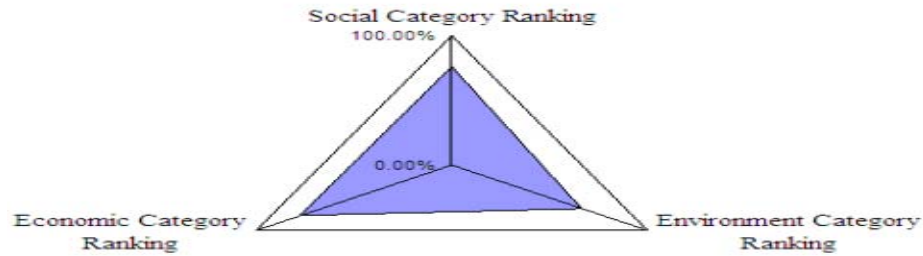 Social Category Ranking
100.00%
0.00%
Economic Category
Ranking
Environment Category
Ranking